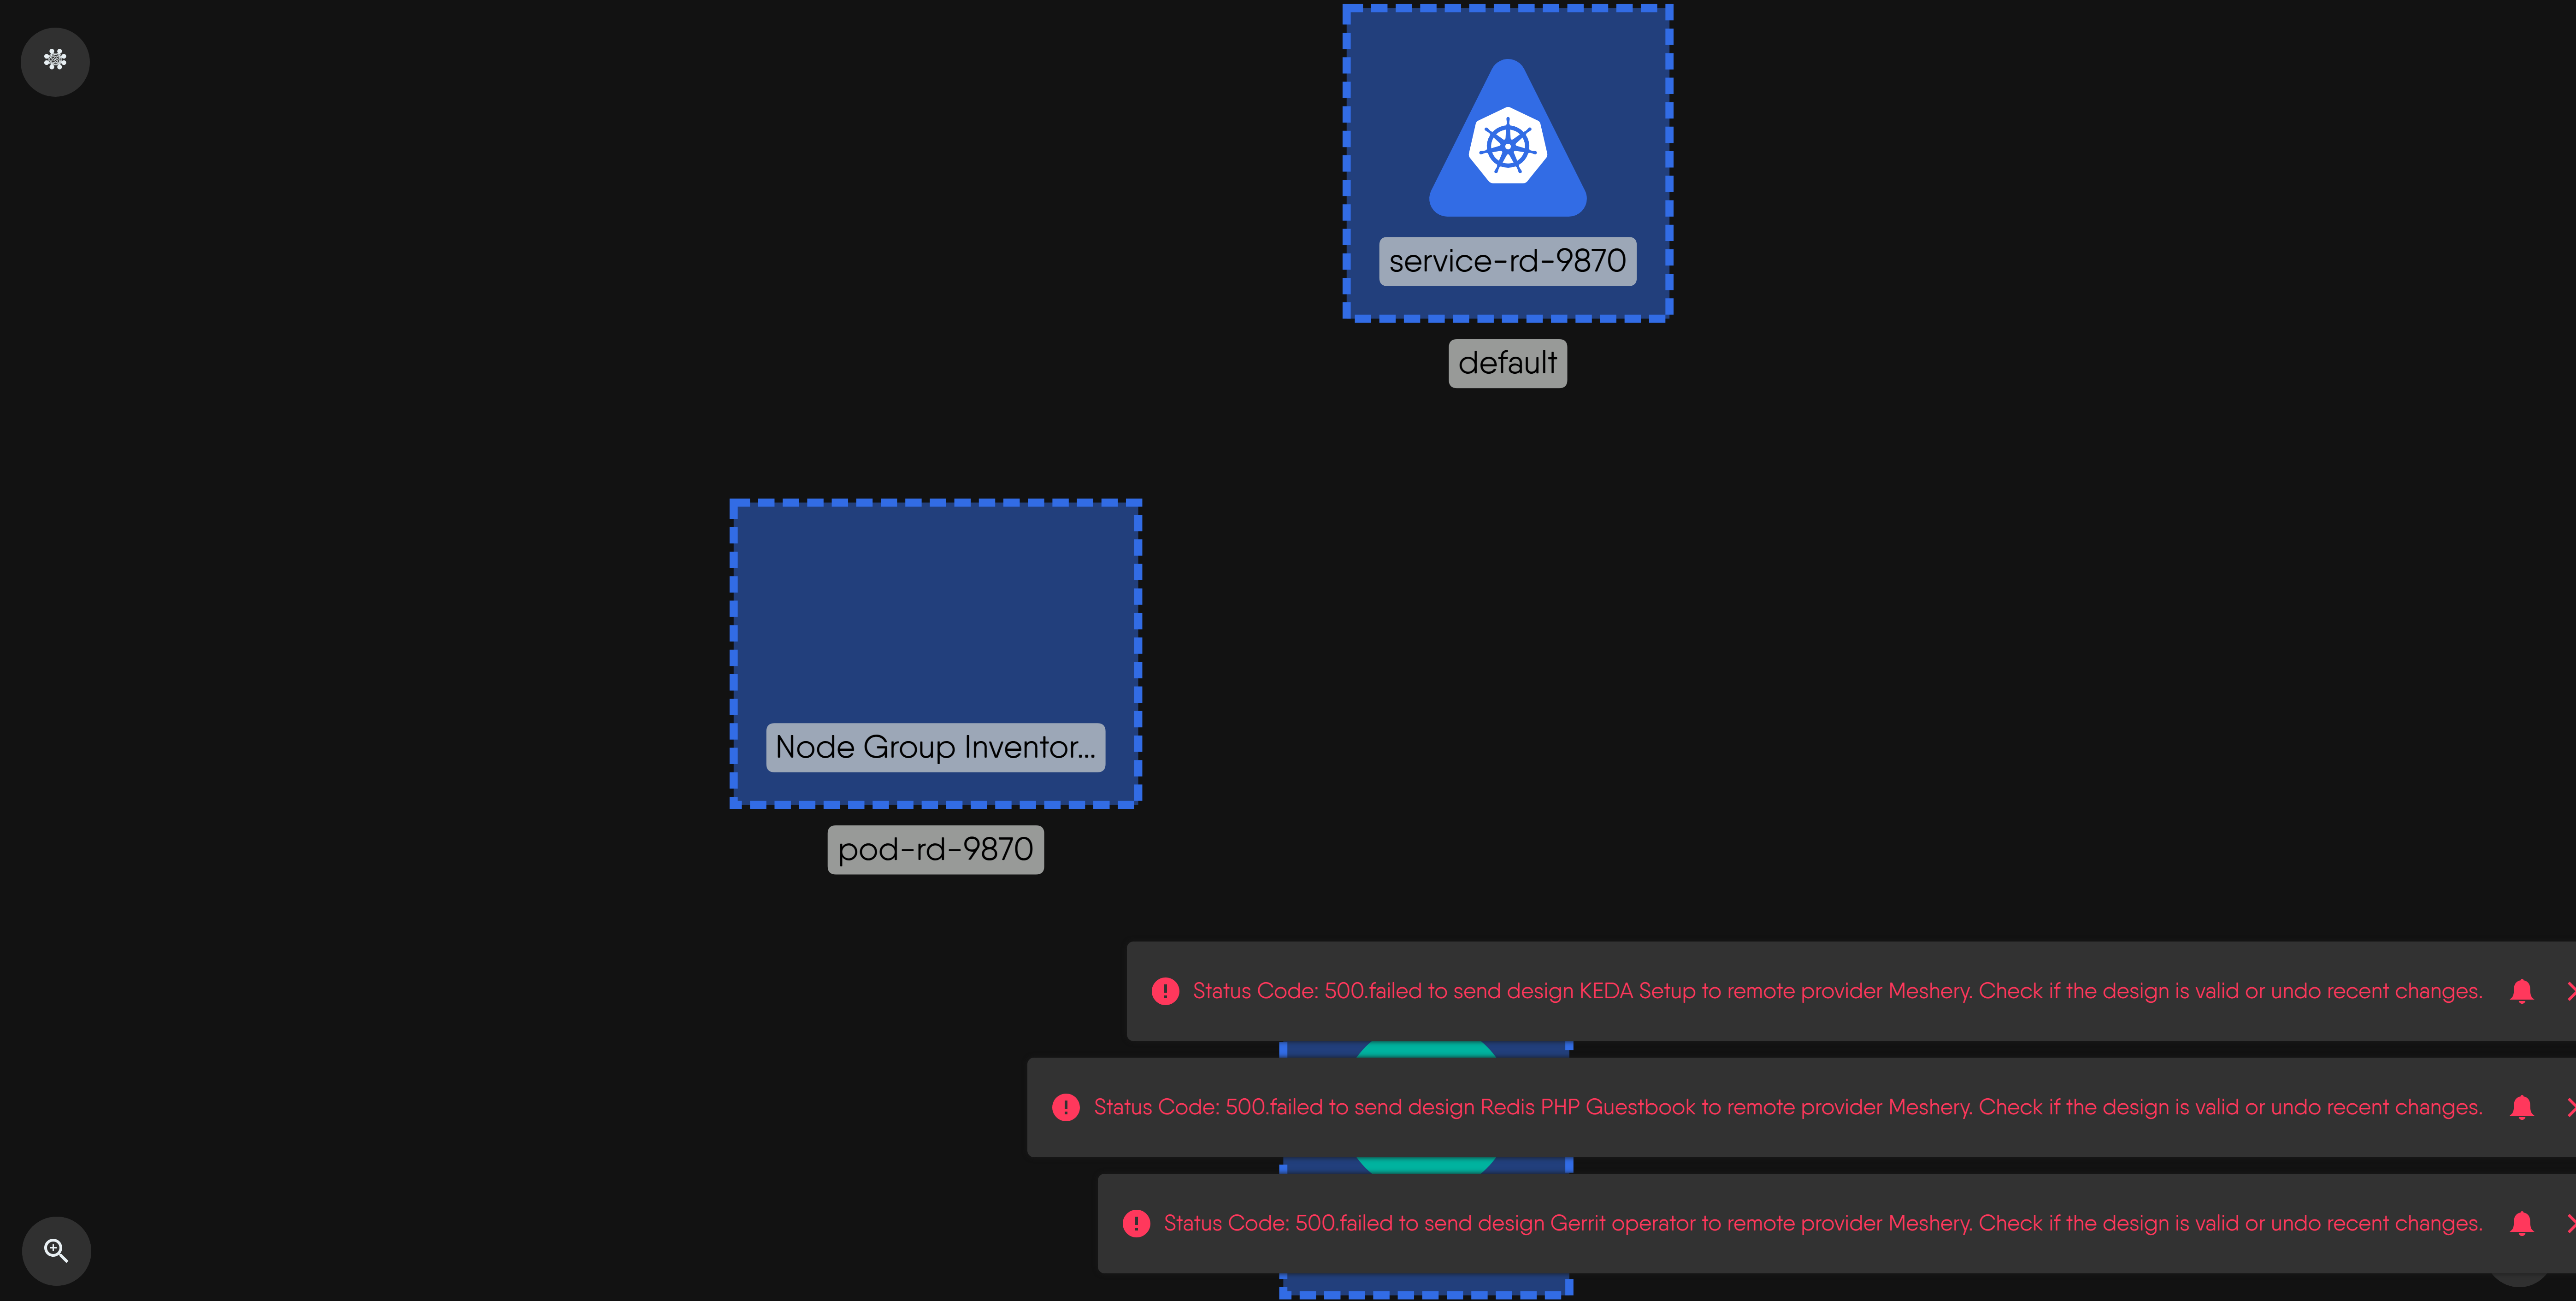 service-rd-9870
default
Node Group Inventor...
pod-rd-9870
Status Code: 500.failed to send design KEDA Setup to remote provider Meshery. Check if the design is valid or undo recent changes.
Status Code: 500.failed to send design Redis PHP Guestbook to remote provider Meshery. Check if the design is valid or undo recent changes.
Status Code: 500.failed to send design Gerrit operator to remote provider Meshery. Check if the design is valid or undo recent changes.